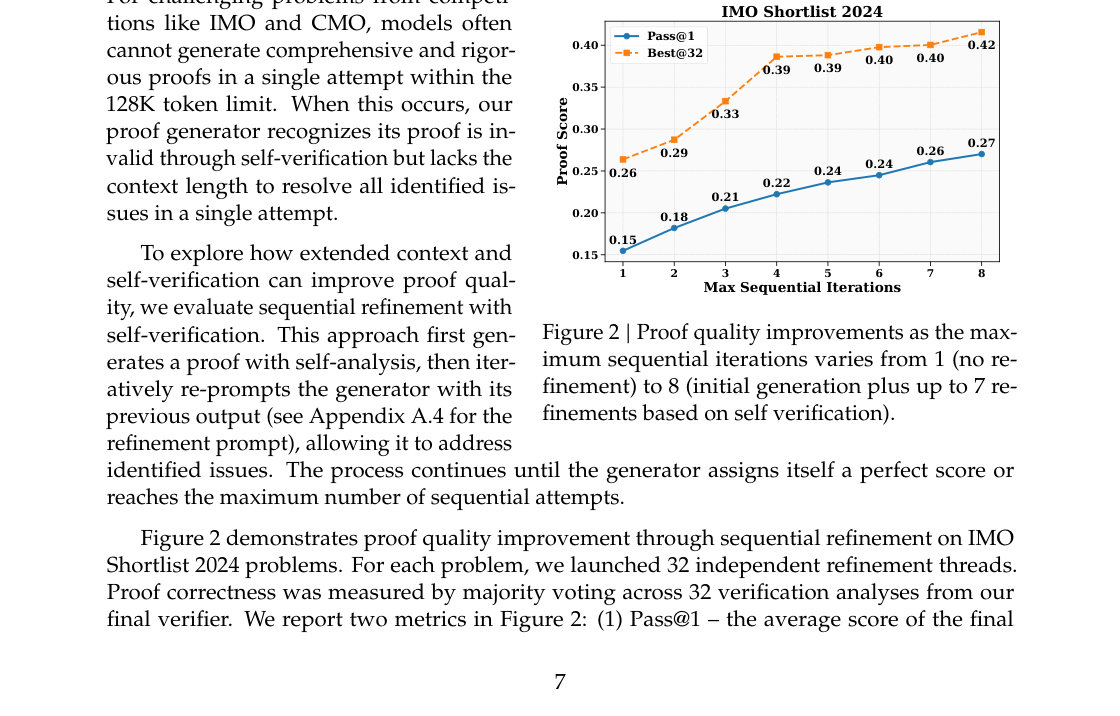 For challenging problems from competi-
tions like IMO and CMO, models often
cannot generate comprehensive and rigor-
ous proofs in a single attempt within the
128K token limit. When this occurs, our
proof generator recognizes its proof is in-
valid through self-verification but lacks the
context length to resolve all identified is-
sues in a single attempt.
To explore how extended context and
self-verification can improve proof qual-
ity, we evaluate sequential refinement with
self-verification. This approach first gen-
erates a proof with self-analysis, then iter-
atively re-prompts the generator with its
previous output (see Appendix A.4 for the
refinement prompt), allowing it to address
identified issues. The process continues until the generator assigns itself a perfect score or
reaches the maximum number of sequential attempts.
IMO Shortlist 2024
Pass@1
Best@32
Proof Score
0.40
0.35
0.30
0.25
0.20
0.15
0.26
0.29
0.33
0.39
0.39
0.40
0.40
0.42
0.15
0.18
0.21
0.22
0.24
0.24
0.26
0.27
1 2 3 4 5 6 7 8
Max Sequential Iterations
Figure 2 | Proof quality improvements as the max-
imum sequential iterations varies from 1 (no re-
finement) to 8 (initial generation plus up to 7 re-
finements based on self verification).
Figure 2 demonstrates proof quality improvement through sequential refinement on IMO
Shortlist 2024 problems. For each problem, we launched 32 independent refinement threads.
Proof correctness was measured by majority voting across 32 verification analyses from our
final verifier. We report two metrics in Figure 2: (1) Pass@1 – the average score of the final
7